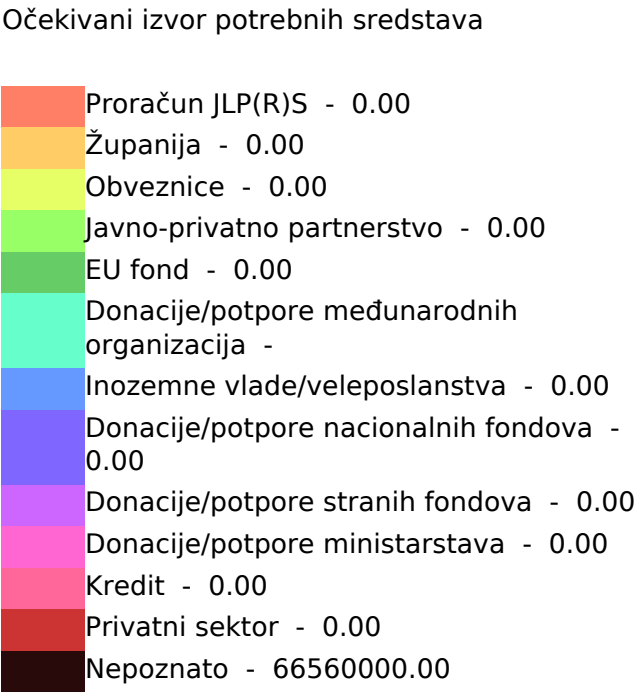 Očekivani izvor potrebnih sredstava
Proračun JLP(R)S - 0.00
Županija - 0.00
Obveznice - 0.00
Javno-privatno partnerstvo - 0.00
EU fond - 0.00
Donacije/potpore međunarodnih
organizacija -
Inozemne vlade/veleposlanstva - 0.00
Donacije/potpore nacionalnih fondova -
0.00
Donacije/potpore stranih fondova - 0.00
Donacije/potpore ministarstava - 0.00
Kredit - 0.00
Privatni sektor - 0.00
Nepoznato - 66560000.00